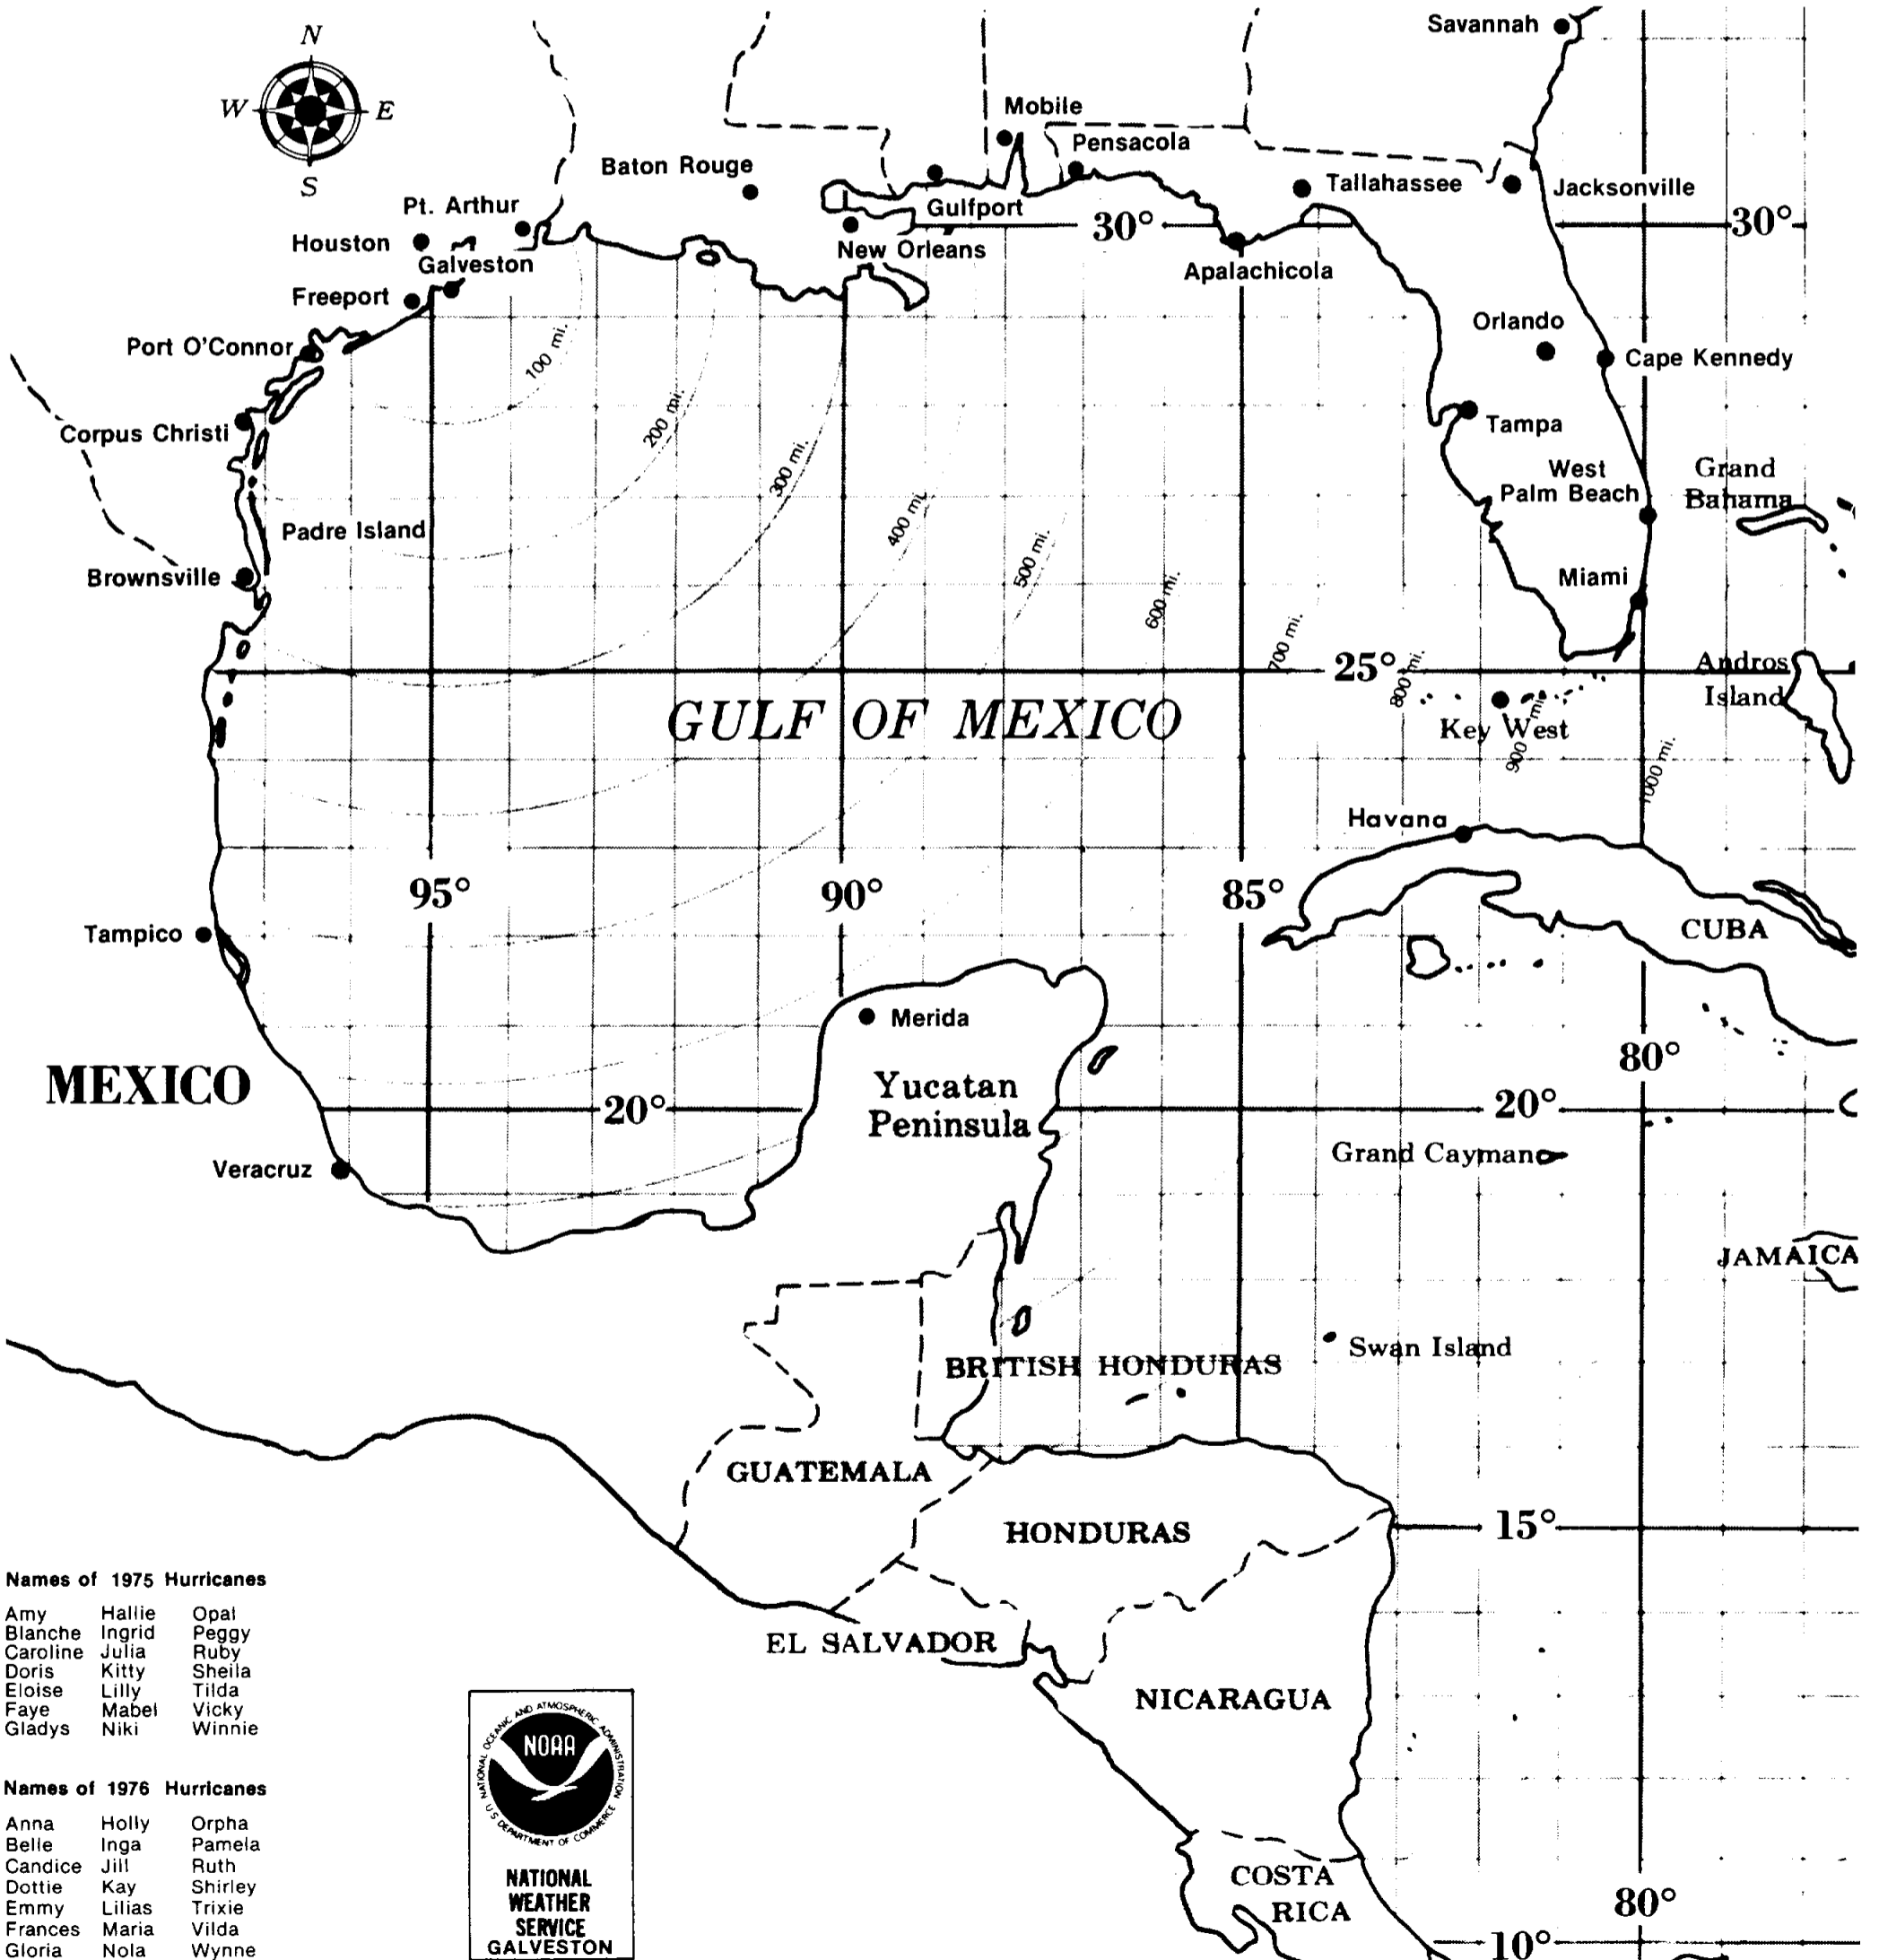 N
W E
S
Savannah
Mobile
Pensacola
Baton Rouge
Tallahassee
Jacksonville
Pt. Arthur
Gulfport
30°
30°
Houston
New Orleans
Galveston
Apalachicola
Freeport
Orlando
Port O'Connor
Cape Kennedy
100 mi.
200 mi.
300 mi.
400 mi.
500 mi.
600 mi.
700 mi.
800 mi.
900 mi.
1000 mi.
Corpus Christi
Tampa
West
Palm Beach
Grand
Bahama
Padre Island
Brownsville
Miami
25°
Andros
Island
GULF OF MEXICO
Key West
Havana
95°
90°
85°
CUBA
Tampico
Merida
80°
MEXICO
Yucatan
Peninsula
20°
20°
Grand Cayman
Veracruz
JAMAICA
Swan Island
BRITISH HONDURAS
GUATEMALA
HONDURAS
15°
EL SALVADOR
NICARAGUA
COSTA
RICA
80°
10°
Names of 1975 Hurricanes
Amy Hallie Opal
Blanche Ingrid Peggy
Caroline Julia Ruby
Doris Kitty Sheila
Eloise Lilly Tilda
Faye Mabel Vicky
Gladys Niki Winnie
Names of 1976 Hurricanes
Anna Holly Orpha
Belle Inga Pamela
Candice Jill Ruth
Dottie Kay Shirley
Emmy Lilias Trixie
Frances Maria Vilda
Gloria Nola Wynne
NATIONAL OCEANIC AND ATMOSPHERIC ADMINISTRATION
NOAA
U.S. DEPARTMENT OF COMMERCE
NATIONAL
WEATHER
SERVICE
GALVESTON